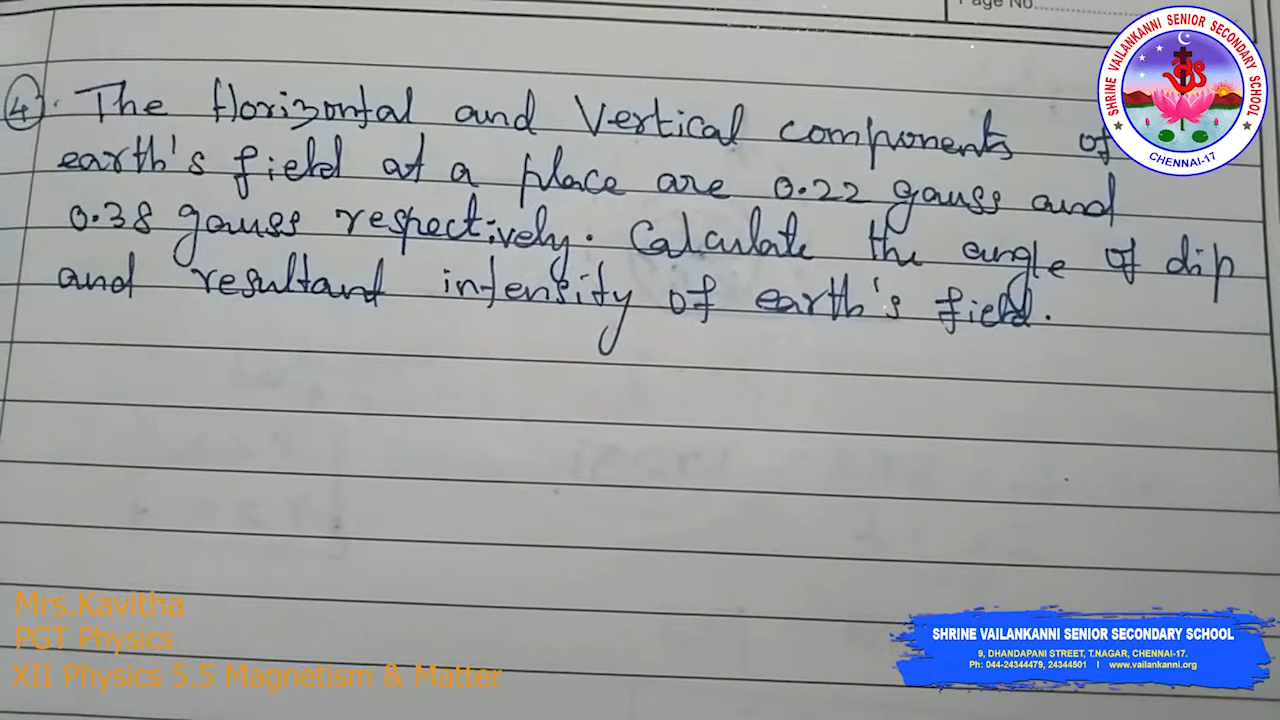 Page No.
SHRINE VAILANKANNI SENIOR SECONDARY SCHOOL
CHENNAI-17
4. The Horizontal and Vertical components of
earth's field at a place are 0.22 gauss and
0.38 gauss respectively. Calculate the angle of dip
and resultant intensity of earth's field.
Mrs.Kavitha
PGT Physics
XII Physics 5.5 Magnetism & Matter
SHRINE VAILANKANNI SENIOR SECONDARY SCHOOL
9, DHANDAPANI STREET, T.NAGAR, CHENNAI-17.
Ph: 044-24344479, 24344501 | www.vailankanni.org